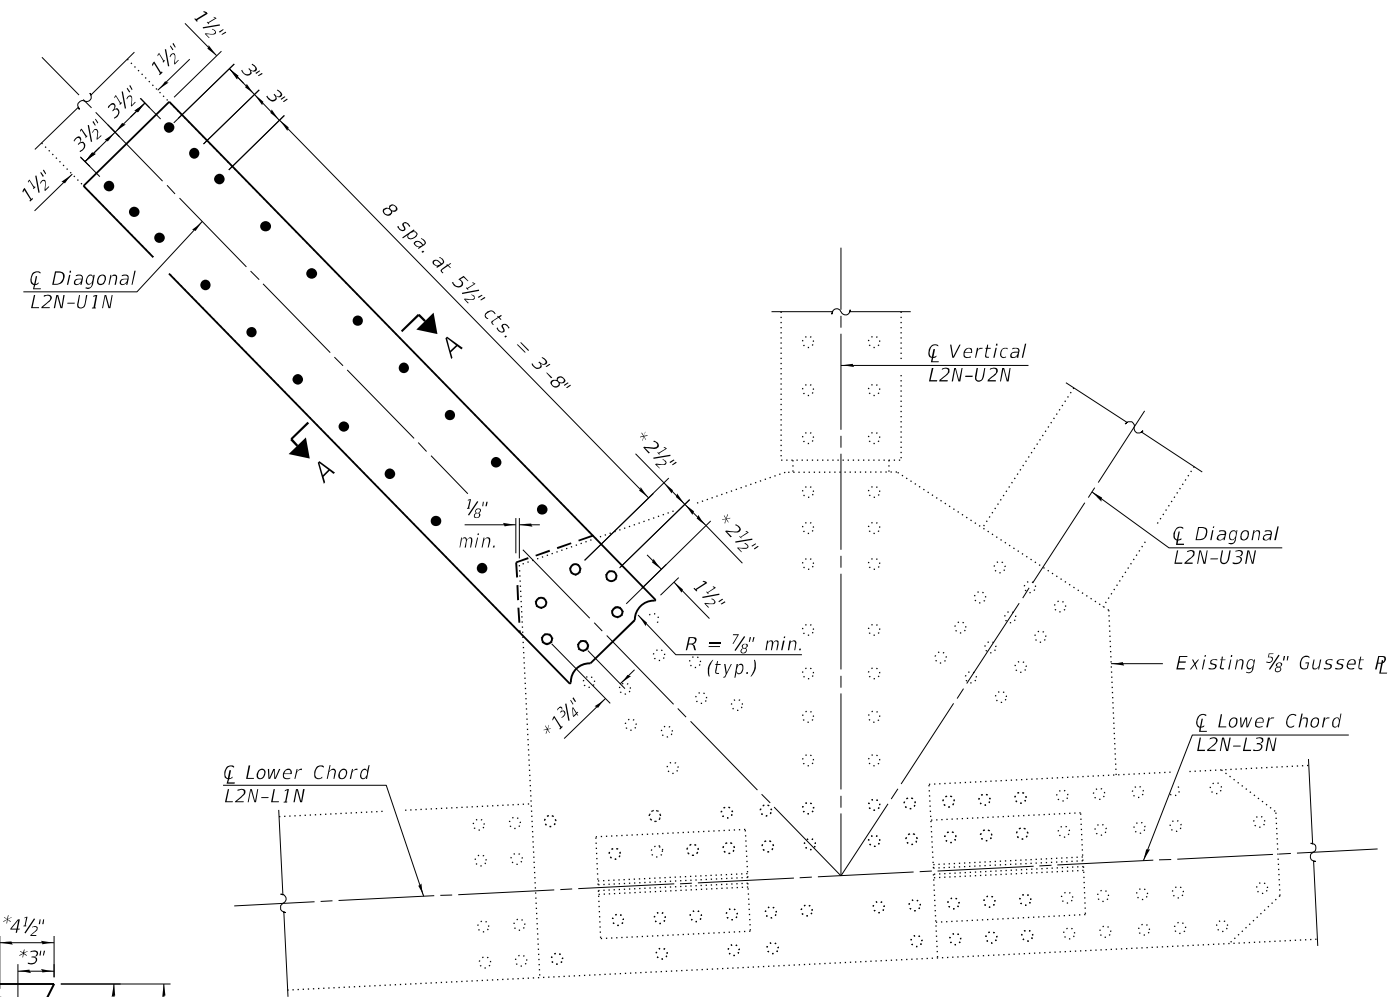 1½"
1½"
3"
3"
3½"
3½"
1½"
8 spa. at 5½" cts. = 3'-8"
℄ Diagonal
L2N-U1N
A
A
℄ Vertical
L2N-U2N
*2½"
*2½"
⅛"
min.
1½"
R = ⅞" min.
(typ.)
*1¾"
℄ Diagonal
L2N-U3N
Existing ⅝" Gusset ℞
℄ Lower Chord
L2N-L3N
℄ Lower Chord
L2N-L1N
*4½"
*3"